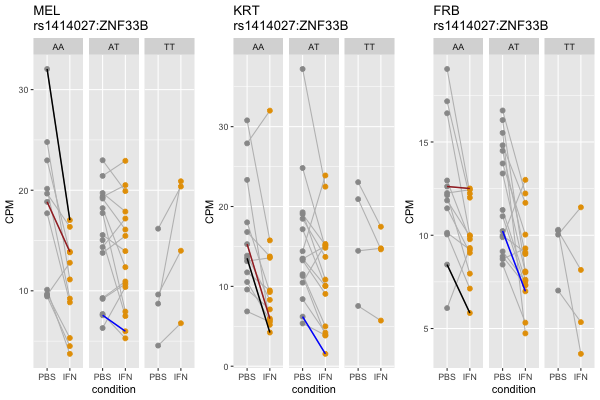 MEL
rs1414027:ZNF33B
AA AT TT
CPM
30
20
10
PBS IFN PBS IFN PBS IFN
condition
KRT
rs1414027:ZNF33B
AA AT TT
CPM
30
20
10
0
PBS IFN PBS IFN PBS IFN
condition
FRB
rs1414027:ZNF33B
AA AT TT
CPM
15
10
5
PBS IFN PBS IFN PBS IFN
condition